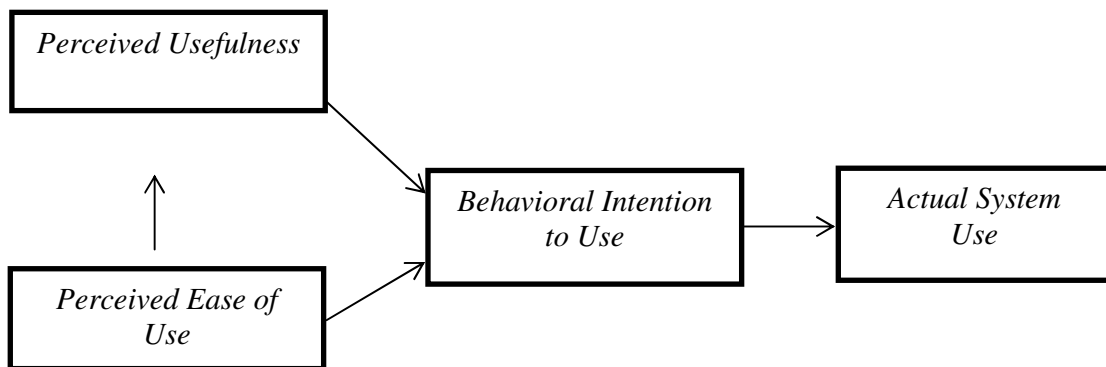 Perceived Usefulness
Behavioral Intention
to Use
Actual System
Use
Perceived Ease of
Use